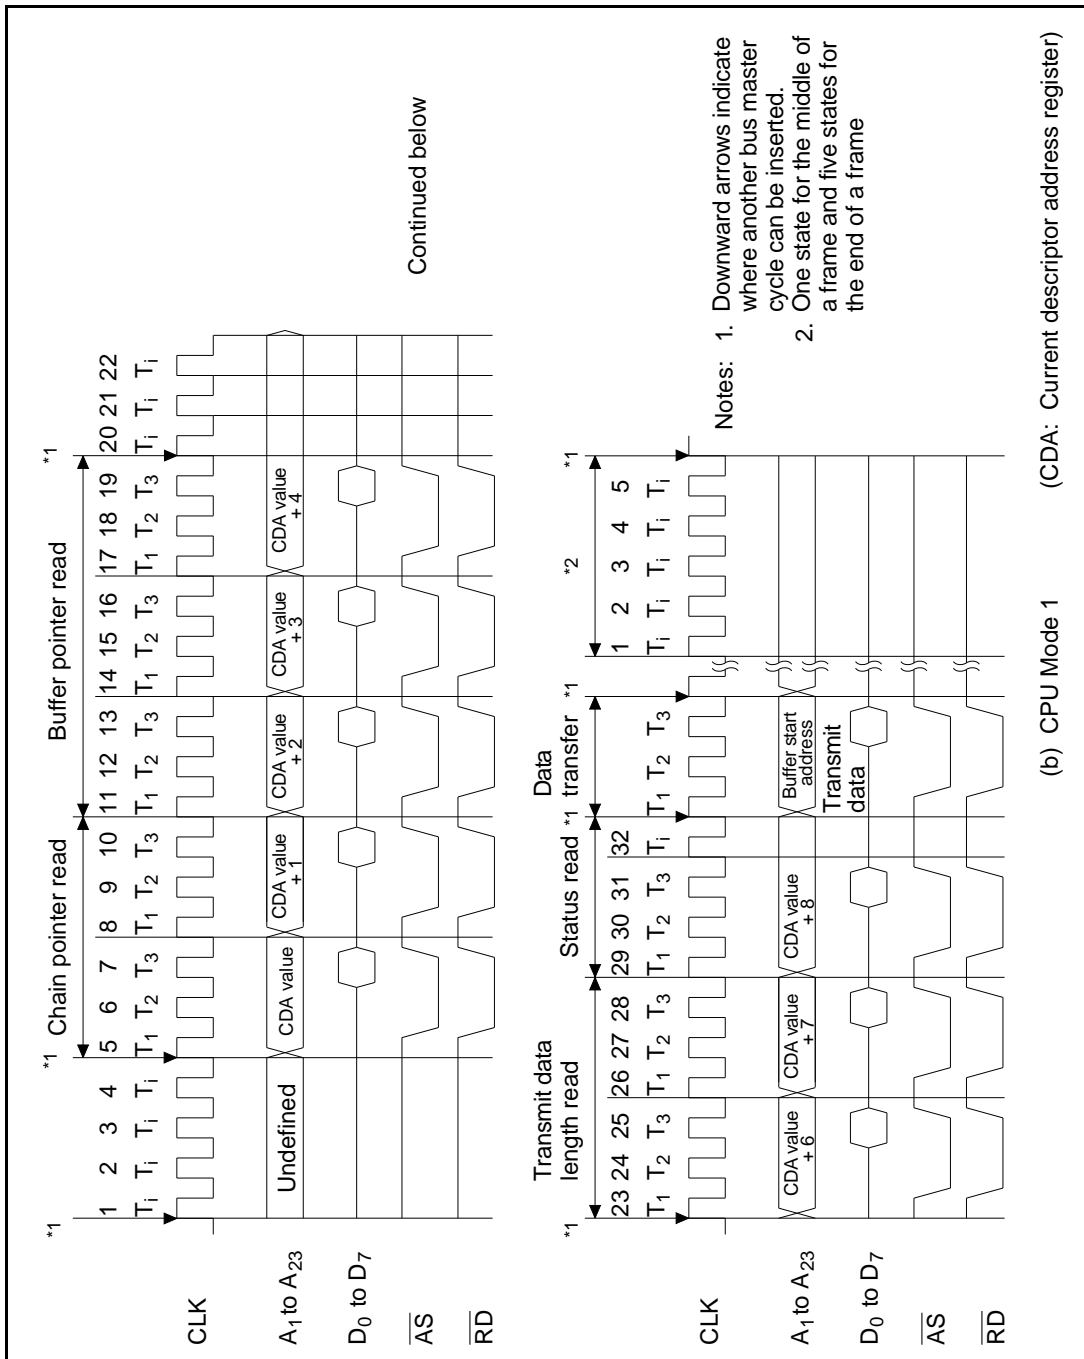 *1 *1 *1
Chain pointer read Buffer pointer read
1 2 3 4 5 6 7 8 9 10 11 12 13 14 15 16 17 18 19 20 21 22
Ti Ti Ti Ti T1 T2 T3 T1 T2 T3 T1 T2 T3 T1 T2 T3 T1 T2 T3 Ti Ti Ti
CLK
A1 to A23
Undefined
CDA value
CDA value + 1
CDA value + 2
CDA value + 3
CDA value + 4
D0 to D7
AS
RD
Continued below
*1 *1 *1 *2 *1
Transmit data length read
Status read
Data transfer
23 24 25 26 27 28 29 30 31 32 1 2 3 4 5
T1 T2 T3 T1 T2 T3 T1 T2 T3 Ti T1 T2 T3 Ti Ti Ti Ti Ti
CLK
A1 to A23
CDA value + 6
CDA value + 7
CDA value + 8
Buffer start address
D0 to D7
Transmit data
AS
RD
Notes: 1. Downward arrows indicate
where another bus master
cycle can be inserted.
2. One state for the middle of
a frame and five states for
the end of a frame
(b) CPU Mode 1 (CDA: Current descriptor address register)